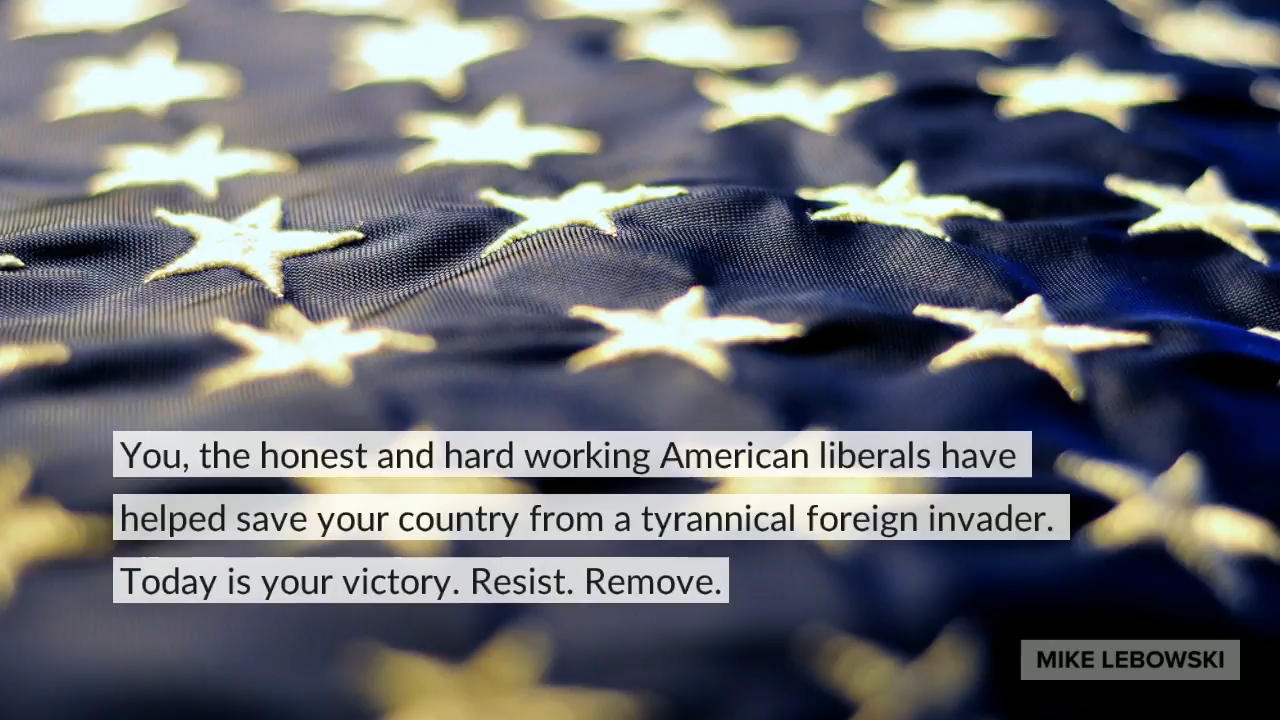 You, the honest and hard working American liberals have
helped save your country from a tyrannical foreign invader.
Today is your victory. Resist. Remove.
MIKE LEBOWSKI